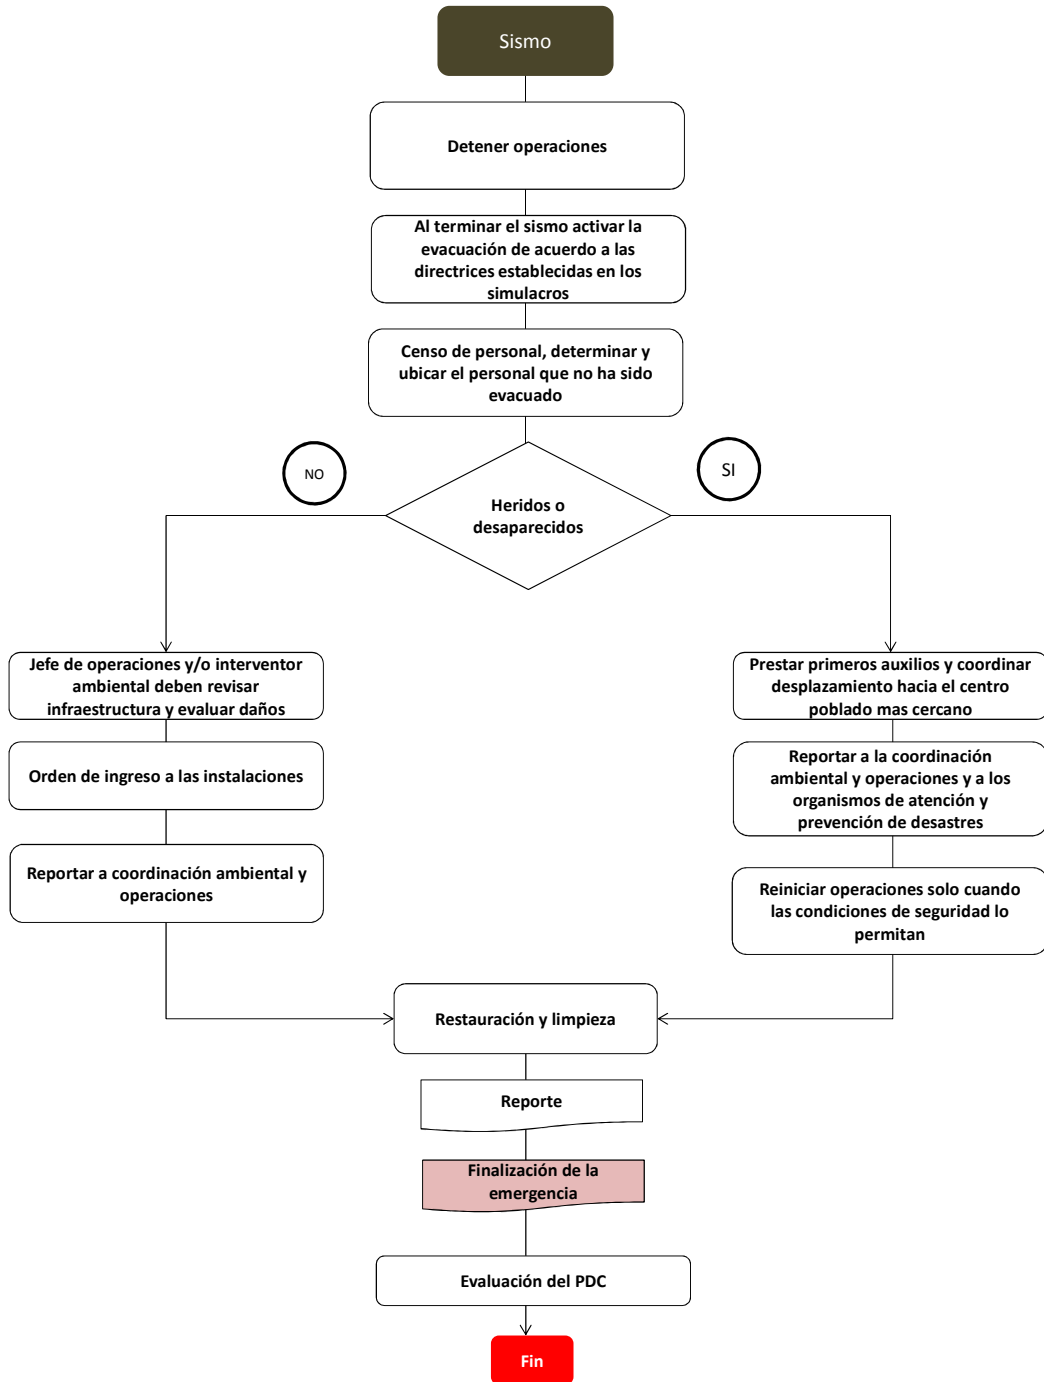 Sismo
Detener operaciones
Al terminar el sismo activar la
evacuación de acuerdo a las
directrices establecidas en los
simulacros
Censo de personal, determinar y
ubicar el personal que no ha sido
evacuado
NO
SI
Heridos o
desaparecidos
Jefe de operaciones y/o interventor
ambiental deben revisar
infraestructura y evaluar daños
Orden de ingreso a las instalaciones
Reportar a coordinación ambiental y
operaciones
Prestar primeros auxilios y coordinar
desplazamiento hacia el centro
poblado mas cercano
Reportar a la coordinación
ambiental y operaciones y a los
organismos de atención y
prevención de desastres
Reiniciar operaciones solo cuando
las condiciones de seguridad lo
permitan
Restauración y limpieza
Reporte
Finalización de la
emergencia
Evaluación del PDC
Fin